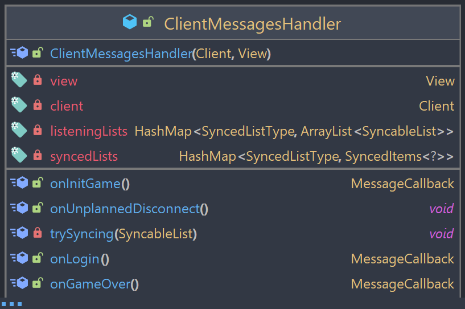 ClientMessagesHandler
ClientMessagesHandler(Client, View)
view View
client Client
listeningLists HashMap<SyncedListType, ArrayList<SyncableList>>
syncedLists HashMap<SyncedListType, SyncedItems<?>>
onInitGame() MessageCallback
onUnplannedDisconnect() void
trySyncing(SyncableList) void
onLogin() MessageCallback
onGameOver() MessageCallback